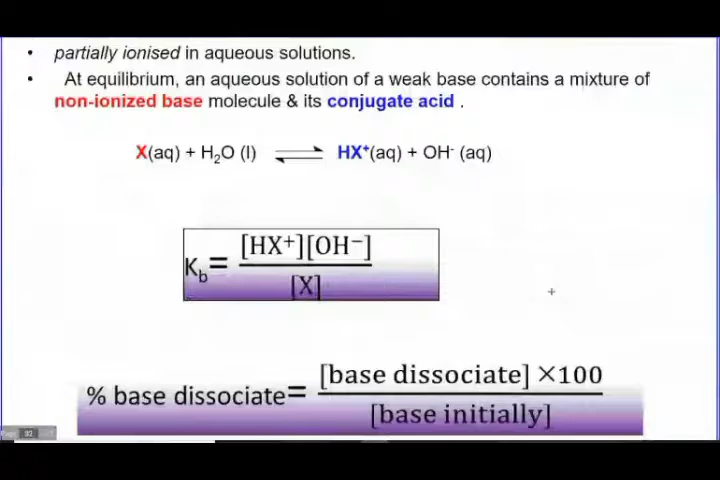 • partially ionised in aqueous solutions.
• At equilibrium, an aqueous solution of a weak base contains a mixture of
non-ionized base molecule & its conjugate acid .
X(aq) + H₂O (l) ⇌ HX⁺(aq) + OH⁻ (aq)
K_b= [HX⁺][OH⁻] / [X]
% base dissociate= [base dissociate] ×100 / [base initially]
32